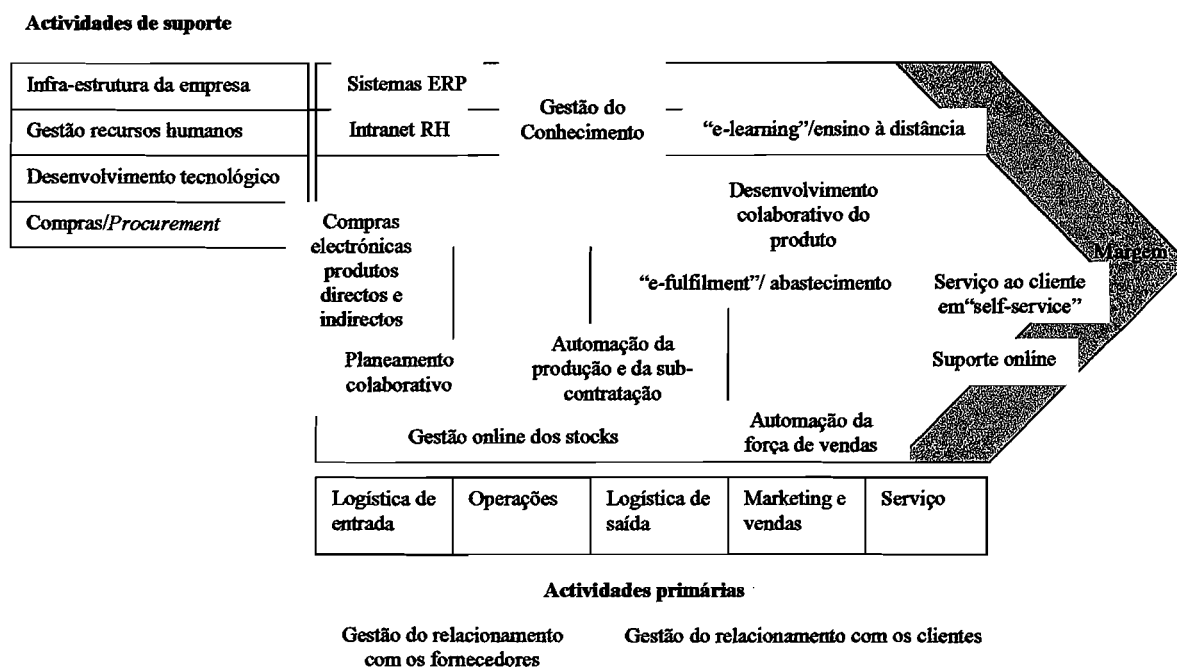 Actividades de suporte
Infra-estrutura da empresa
Gestão recursos humanos
Desenvolvimento tecnológico
Compras/Procurement
Sistemas ERP
Intranet RH
Gestão do
Conhecimento
“e-learning”/ensino à distância
Desenvolvimento
colaborativo do
produto
Compras
electrónicas
produtos
directos e
indirectos
“e-fulfilment”/ abastecimento
Margem
Serviço ao cliente
em“self-service”
Planeamento
colaborativo
Automação da
produção e da sub-
contratação
Suporte online
Gestão online dos stocks
Automação da
força de vendas
Logística de
entrada
Operações
Logística de
saída
Marketing e
vendas
Serviço
Actividades primárias
Gestão do relacionamento
com os fornecedores
Gestão do relacionamento com os clientes